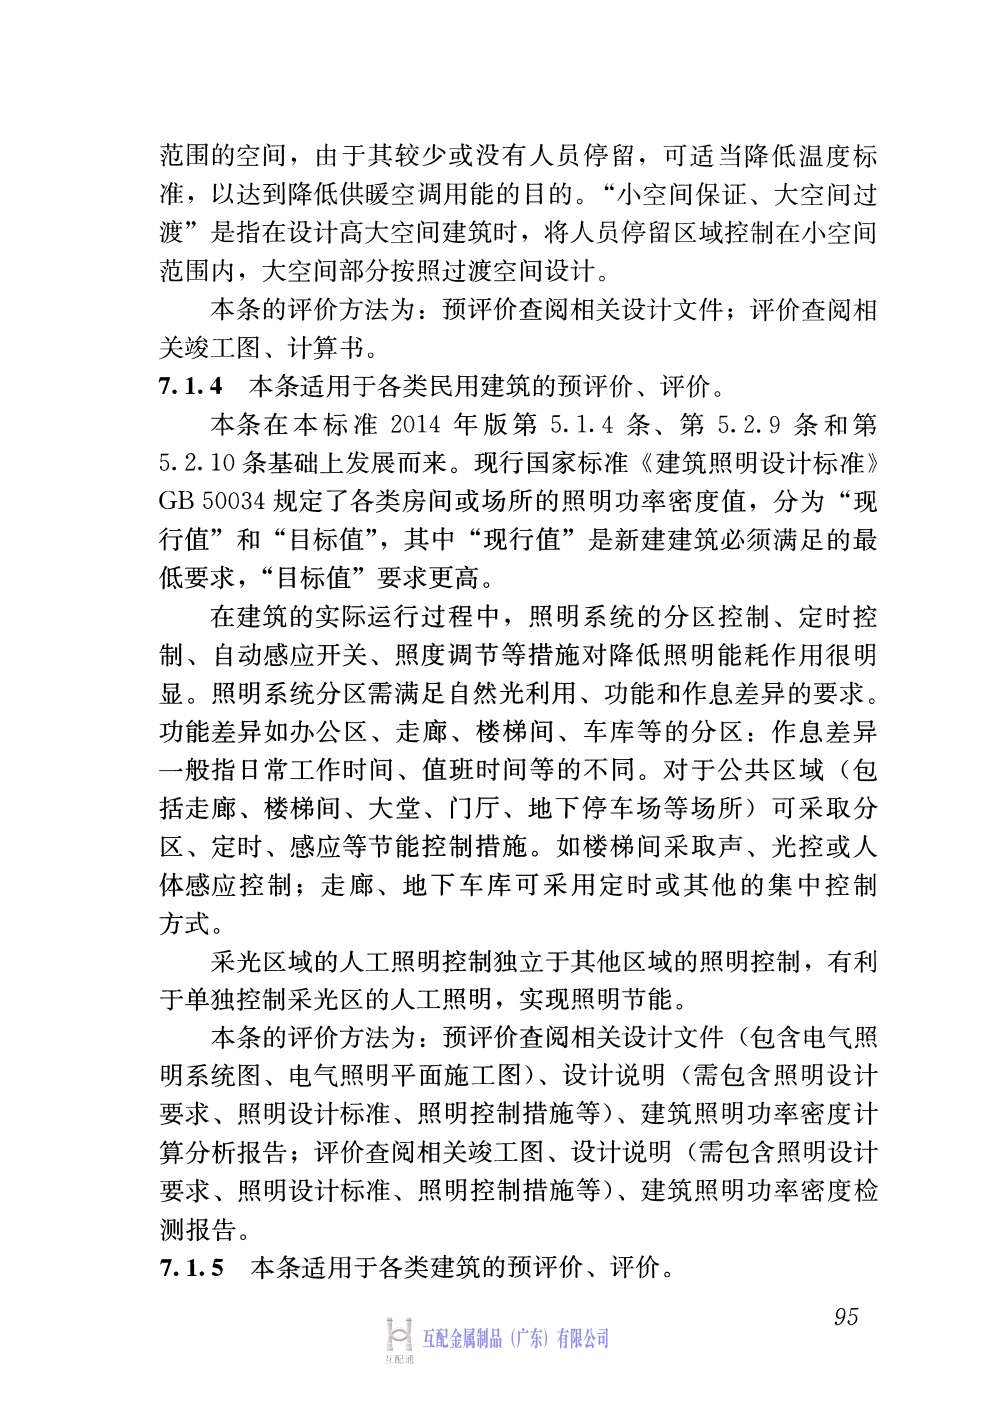 范围的空间，由于其较少或没有人员停留，可适当降低温度标
准，以达到降低供暖空调用能的目的。“小空间保证、大空间过
渡”是指在设计高大空间建筑时，将人员停留区域控制在小空间
范围内，大空间部分按照过渡空间设计。
本条的评价方法为：预评价查阅相关设计文件；评价查阅相
关竣工图、计算书。
7.1.4 本条适用于各类民用建筑的预评价、评价。
本条在本标准 2014 年版第 5.1.4 条、第 5.2.9 条和第
5.2.10 条基础上发展而来。现行国家标准《建筑照明设计标准》
GB 50034 规定了各类房间或场所的照明功率密度值，分为“现
行值”和“目标值”，其中“现行值”是新建建筑必须满足的最
低要求，“目标值”要求更高。
在建筑的实际运行过程中，照明系统的分区控制、定时控
制、自动感应开关、照度调节等措施对降低照明能耗作用很明
显。照明系统分区需满足自然光利用、功能和作息差异的要求。
功能差异如办公区、走廊、楼梯间、车库等的分区：作息差异
一般指日常工作时间、值班时间等的不同。对于公共区域（包
括走廊、楼梯间、大堂、门厅、地下停车场等场所）可采取分
区、定时、感应等节能控制措施。如楼梯间采取声、光控或人
体感应控制；走廊、地下车库可采用定时或其他的集中控制
方式。
采光区域的人工照明控制独立于其他区域的照明控制，有利
于单独控制采光区的人工照明，实现照明节能。
本条的评价方法为：预评价查阅相关设计文件（包含电气照
明系统图、电气照明平面施工图）、设计说明（需包含照明设计
要求、照明设计标准、照明控制措施等）、建筑照明功率密度计
算分析报告；评价查阅相关竣工图、设计说明（需包含照明设计
要求、照明设计标准、照明控制措施等）、建筑照明功率密度检
测报告。
7.1.5 本条适用于各类建筑的预评价、评价。
95
互配金属制品（广东）有限公司
互配通